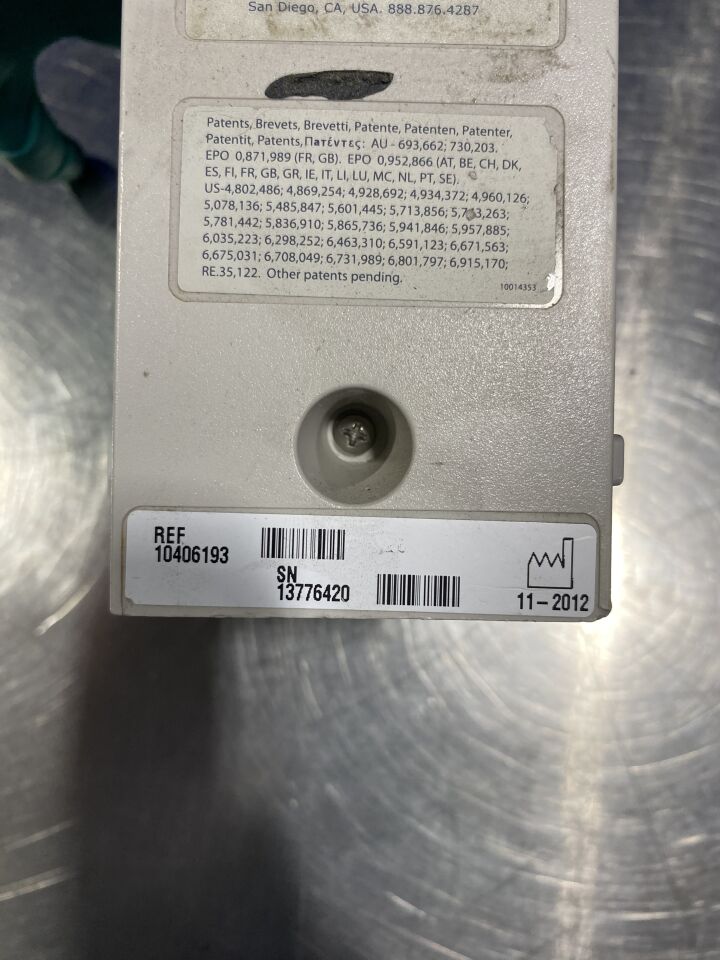 San Diego, CA, USA. 888.876.4287
Patents, Brevets, Brevetti, Patente, Patenten, Patenter,
Patentit, Patents, Πατέντες: AU - 693,662; 730,203.
EPO 0,871,989 (FR, GB). EPO 0,952,866 (AT, BE, CH, DK,
ES, FI, FR, GB, GR, IE, IT, LI, LU, MC, NL, PT, SE).
US-4,802,486; 4,869,254; 4,928,692; 4,934,372; 4,960,126;
5,078,136; 5,485,847; 5,601,445; 5,713,856;
5,781,442; 5,836,910; 5,865,736; 5,941,846; 5,957,885;
6,035,223; 6,298,252; 6,463,310; 6,591,123; 6,671,563;
6,675,031; 6,708,049; 6,731,989; 6,801,797; 6,915,170;
RE.35,122. Other patents pending.
10014353
REF
10406193
SN
13776420
11-2012